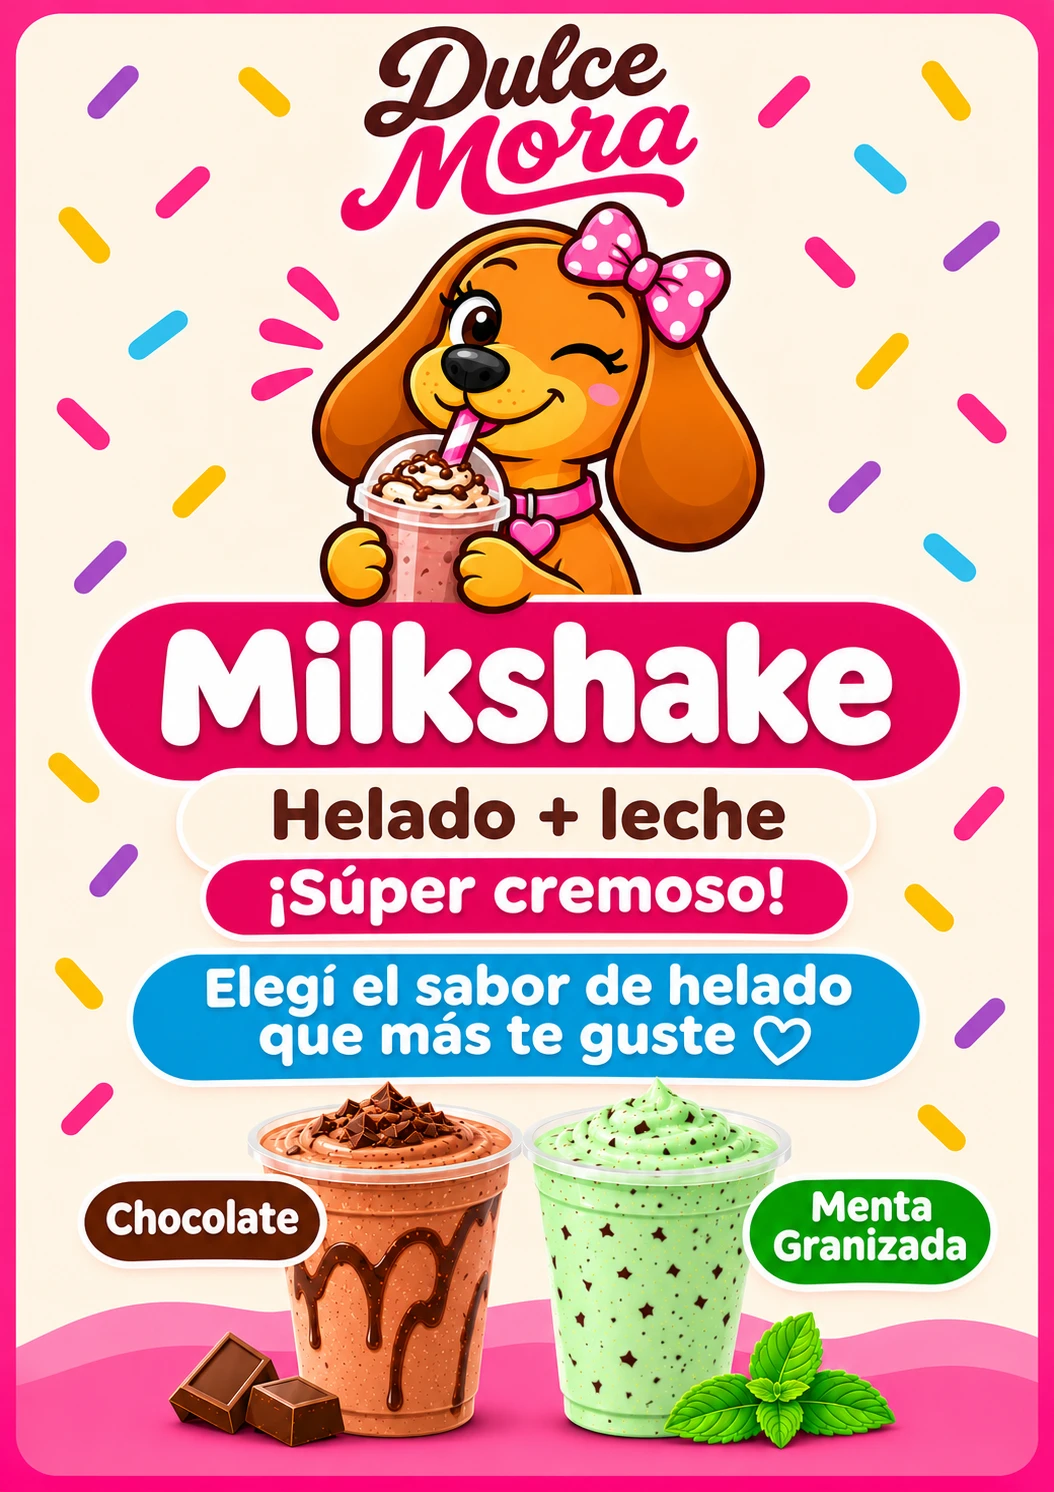 Dulce
Mora
Milkshake
Helado + leche
¡Súper cremoso!
Elegí el sabor de helado
que más te guste ♡
Chocolate
Menta
Granizada